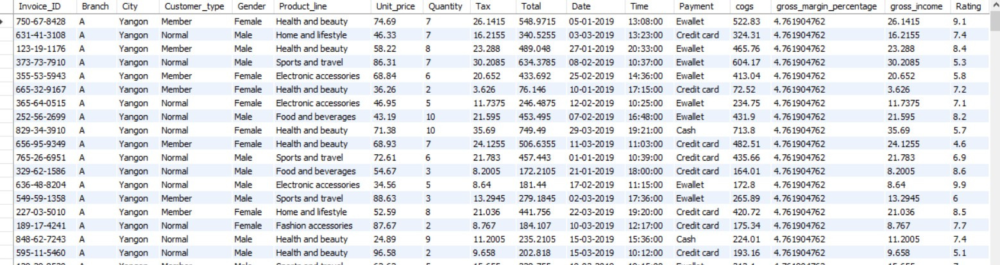 Invoice_ID Branch City Customer_type Gender Product_line Unit_price Quantity Tax Total Date Time Payment cogs gross_margin_percentage gross_income Rating
750-67-8428 A Yangon Member Female Health and beauty 74.69 7 26.1415 548.9715 05-01-2019 13:08:00 Ewallet 522.83 4.761904762 26.1415 9.1
631-41-3108 A Yangon Normal Male Home and lifestyle 46.33 7 16.2155 340.5255 03-03-2019 13:23:00 Credit card 324.31 4.761904762 16.2155 7.4
123-19-1176 A Yangon Member Male Health and beauty 58.22 8 23.288 489.048 27-01-2019 20:33:00 Ewallet 465.76 4.761904762 23.288 8.4
373-73-7910 A Yangon Normal Male Sports and travel 86.31 7 30.2085 634.3785 08-02-2019 10:37:00 Ewallet 604.17 4.761904762 30.2085 5.3
355-53-5943 A Yangon Member Female Electronic accessories 68.84 6 20.652 433.692 25-02-2019 14:36:00 Ewallet 413.04 4.761904762 20.652 5.8
665-32-9167 A Yangon Member Female Health and beauty 36.26 2 3.626 76.146 10-01-2019 17:15:00 Credit card 72.52 4.761904762 3.626 7.2
365-64-0515 A Yangon Normal Female Electronic accessories 46.95 5 11.7375 246.4875 12-02-2019 10:25:00 Ewallet 234.75 4.761904762 11.7375 7.1
252-56-2699 A Yangon Normal Male Food and beverages 43.19 10 21.595 453.495 07-02-2019 16:48:00 Ewallet 431.9 4.761904762 21.595 8.2
829-34-3910 A Yangon Normal Female Health and beauty 71.38 10 35.69 749.49 29-03-2019 19:21:00 Cash 713.8 4.761904762 35.69 5.7
656-95-9349 A Yangon Member Female Health and beauty 68.93 7 24.1255 506.6355 11-03-2019 11:03:00 Credit card 482.51 4.761904762 24.1255 4.6
765-26-6951 A Yangon Normal Male Sports and travel 72.61 6 21.783 457.443 01-01-2019 10:39:00 Credit card 435.66 4.761904762 21.783 6.9
329-62-1586 A Yangon Normal Male Food and beverages 54.67 3 8.2005 172.2105 21-01-2019 18:00:00 Credit card 164.01 4.761904762 8.2005 8.6
636-48-8204 A Yangon Normal Male Electronic accessories 34.56 5 8.64 181.44 17-02-2019 11:15:00 Ewallet 172.8 4.761904762 8.64 9.9
549-59-1358 A Yangon Member Male Sports and travel 88.63 3 13.2945 279.1845 02-03-2019 17:36:00 Ewallet 265.89 4.761904762 13.2945 6
227-03-5010 A Yangon Member Female Home and lifestyle 52.59 8 21.036 441.756 22-03-2019 19:20:00 Credit card 420.72 4.761904762 21.036 8.5
189-17-4241 A Yangon Normal Female Fashion accessories 87.67 2 8.767 184.107 10-03-2019 12:17:00 Credit card 175.34 4.761904762 8.767 7.7
848-62-7243 A Yangon Normal Male Health and beauty 24.89 9 11.2005 235.2105 15-03-2019 15:36:00 Cash 224.01 4.761904762 11.2005 7.4
595-11-5460 A Yangon Normal Male Health and beauty 96.58 2 9.658 202.818 15-03-2019 10:12:00 Credit card 193.16 4.761904762 9.658 5.1